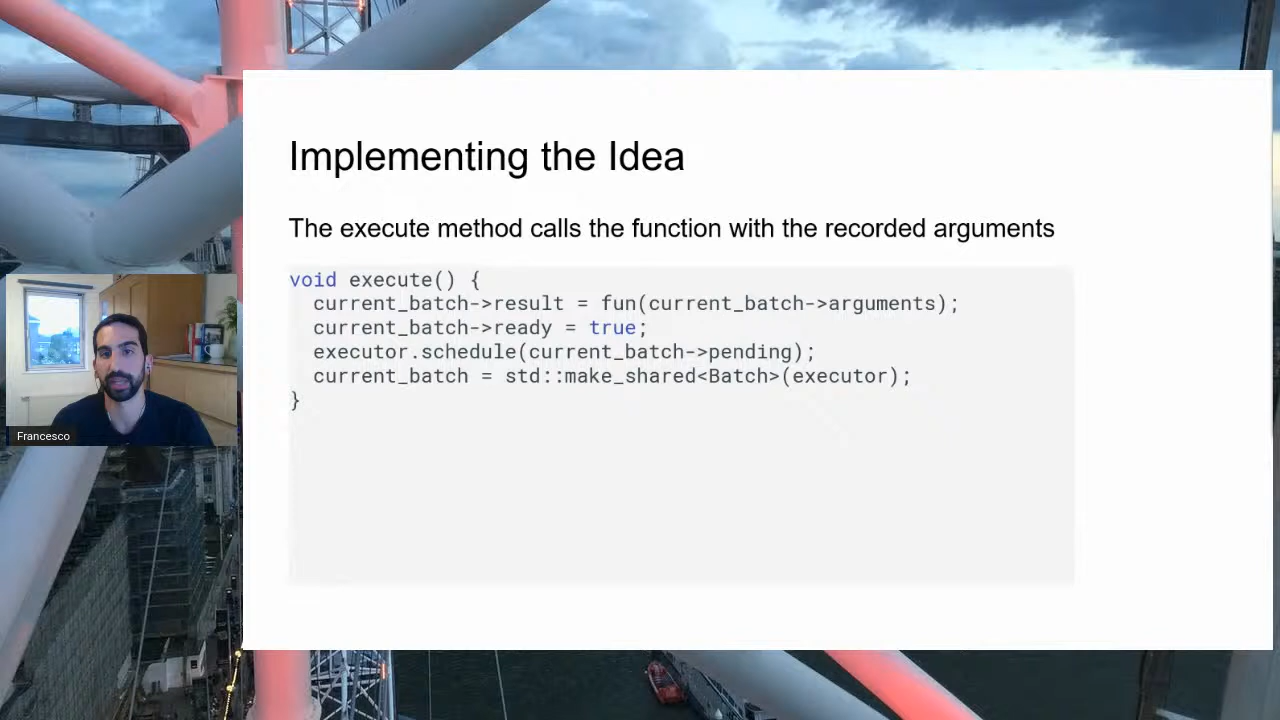 Implementing the Idea
The execute method calls the function with the recorded arguments
void execute() {
  current_batch->result = fun(current_batch->arguments);
  current_batch->ready = true;
  executor.schedule(current_batch->pending);
  current_batch = std::make_shared<Batch>(executor);
}
Francesco